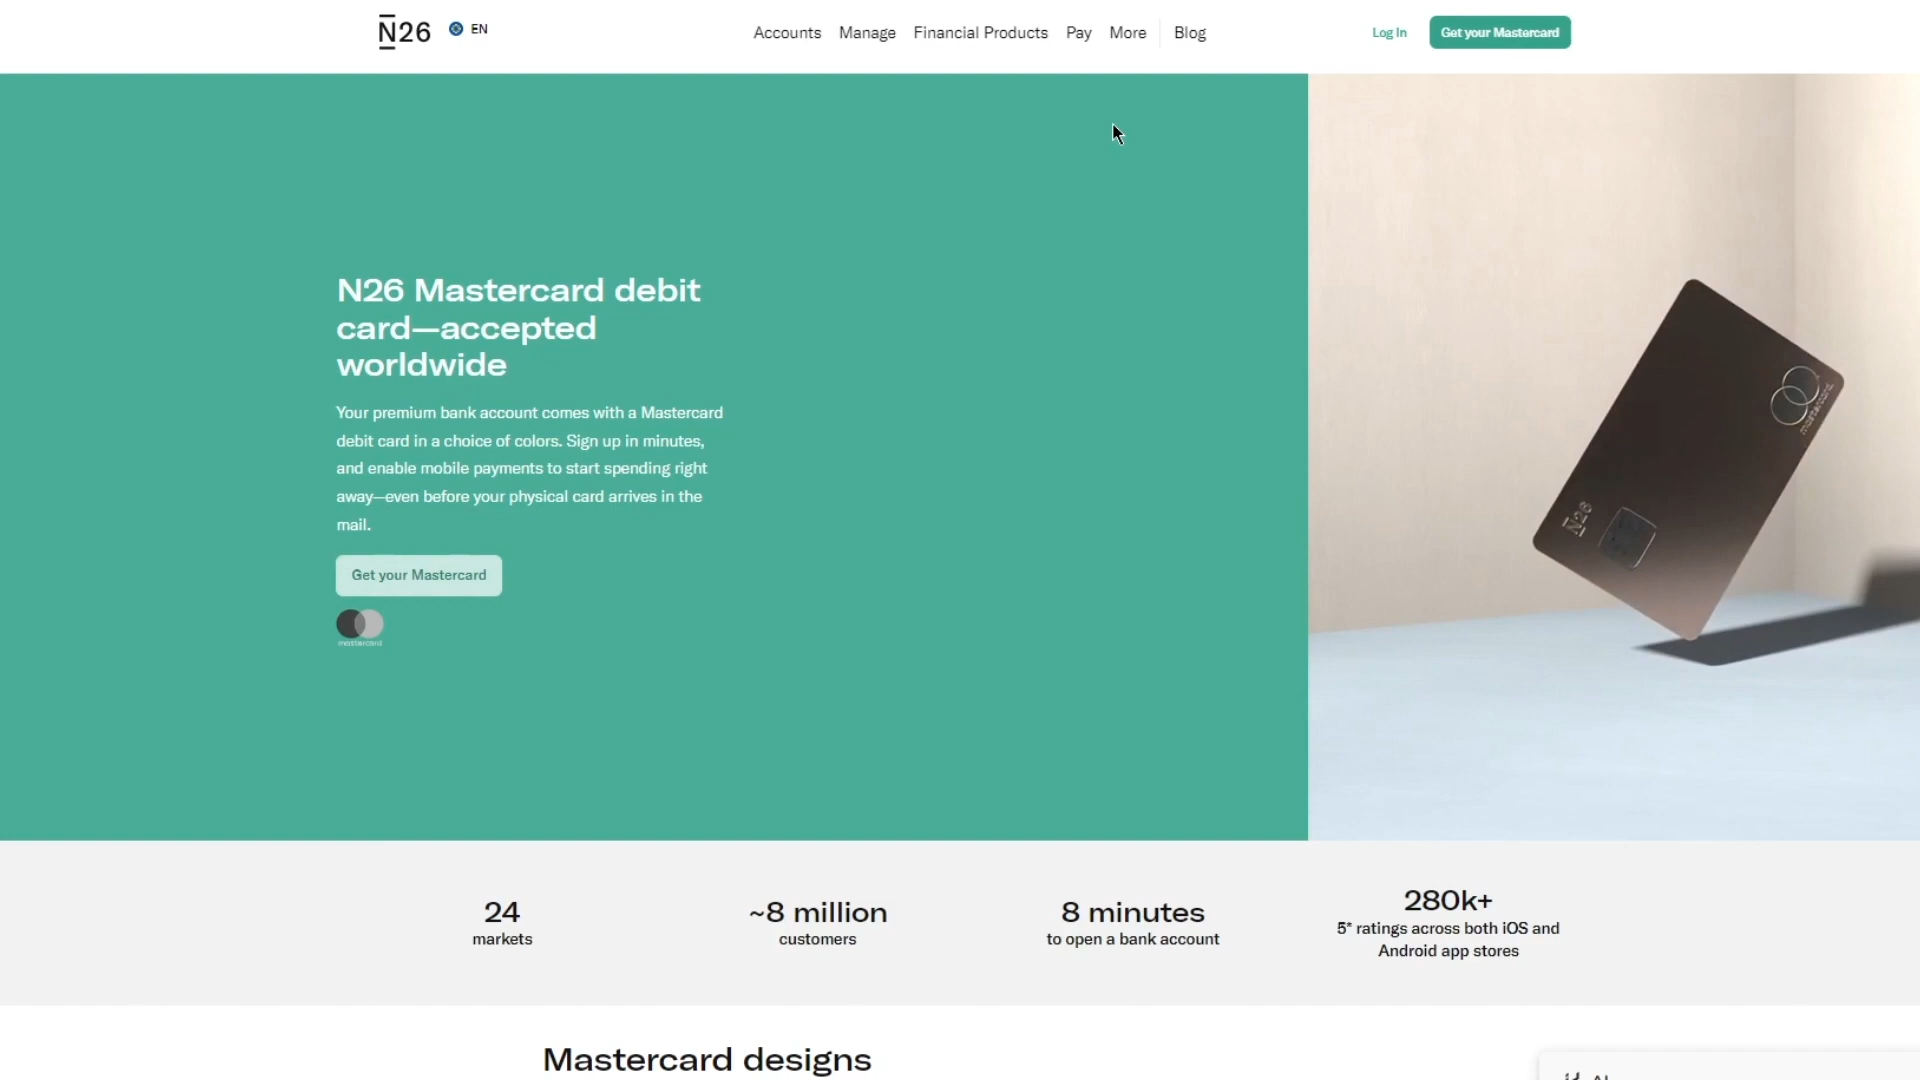 N26
EN
Accounts
Manage
Financial Products
Pay
More
Blog
Log In
Get your Mastercard
N26 Mastercard debit
card—accepted
worldwide
Your premium bank account comes with a Mastercard
debit card in a choice of colors. Sign up in minutes,
and enable mobile payments to start spending right
away—even before your physical card arrives in the
mail.
Get your Mastercard
mastercard
mastercard
N26
24
markets
~8 million
customers
8 minutes
to open a bank account
280k+
5* ratings across both iOS and
Android app stores
Mastercard designs